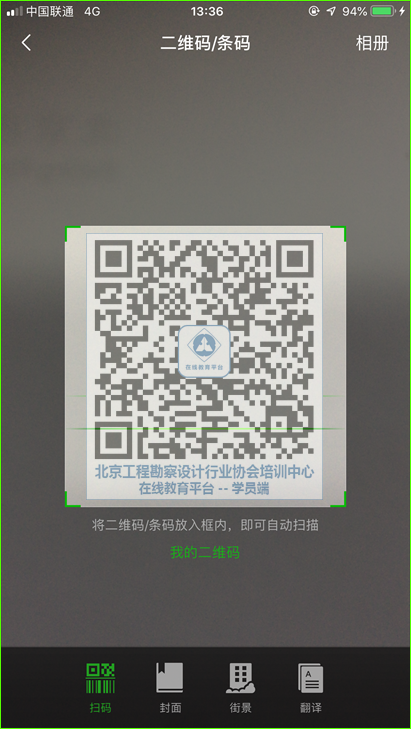 中国联通 4G 13:36 94%
二维码/条码 相册
在线教育平台
北京工程勘察设计行业协会培训中心
在线教育平台 -- 学员端
将二维码/条码放入框内，即可自动扫描
我的二维码
扫码 封面 街景 翻译